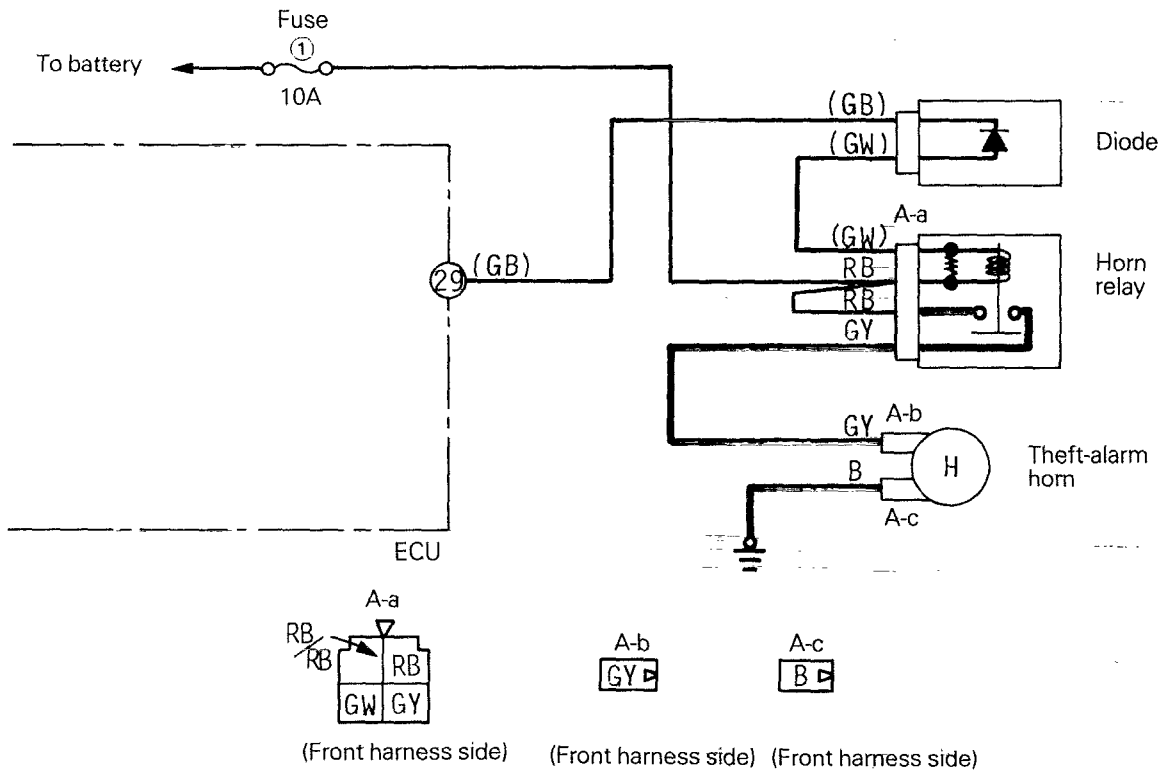 Fuse
①
To battery
10A
(GB)
(GW)
Diode
A-a
(GW)
RB
RB
GY
Horn
relay
29
(GB)
GY
A-b
B
H
A-c
Theft-alarm
horn
ECU
A-a
RB
RB
RB
GW GY
(Front harness side)
A-b
GY
(Front harness side)
A-c
B
(Front harness side)